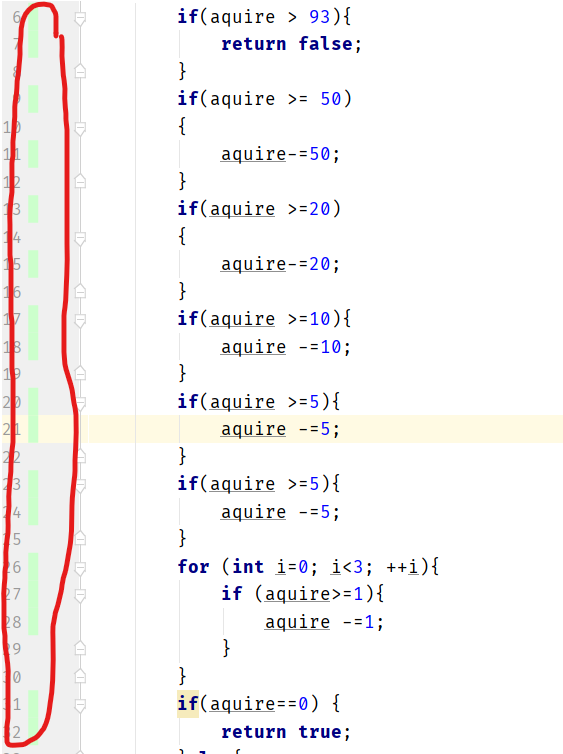 6 if(aquire > 93){
7 return false;
8 }
9 if(aquire >= 50)
10 {
11 aquire-=50;
12 }
13 if(aquire >=20)
14 {
15 aquire-=20;
16 }
17 if(aquire >=10){
18 aquire -=10;
19 }
20 if(aquire >=5){
21 aquire -=5;
22 }
23 if(aquire >=5){
24 aquire -=5;
25 }
26 for (int i=0; i<3; ++i){
27 if (aquire>=1){
28 aquire -=1;
29 }
30 }
31 if(aquire==0) {
32 return true;